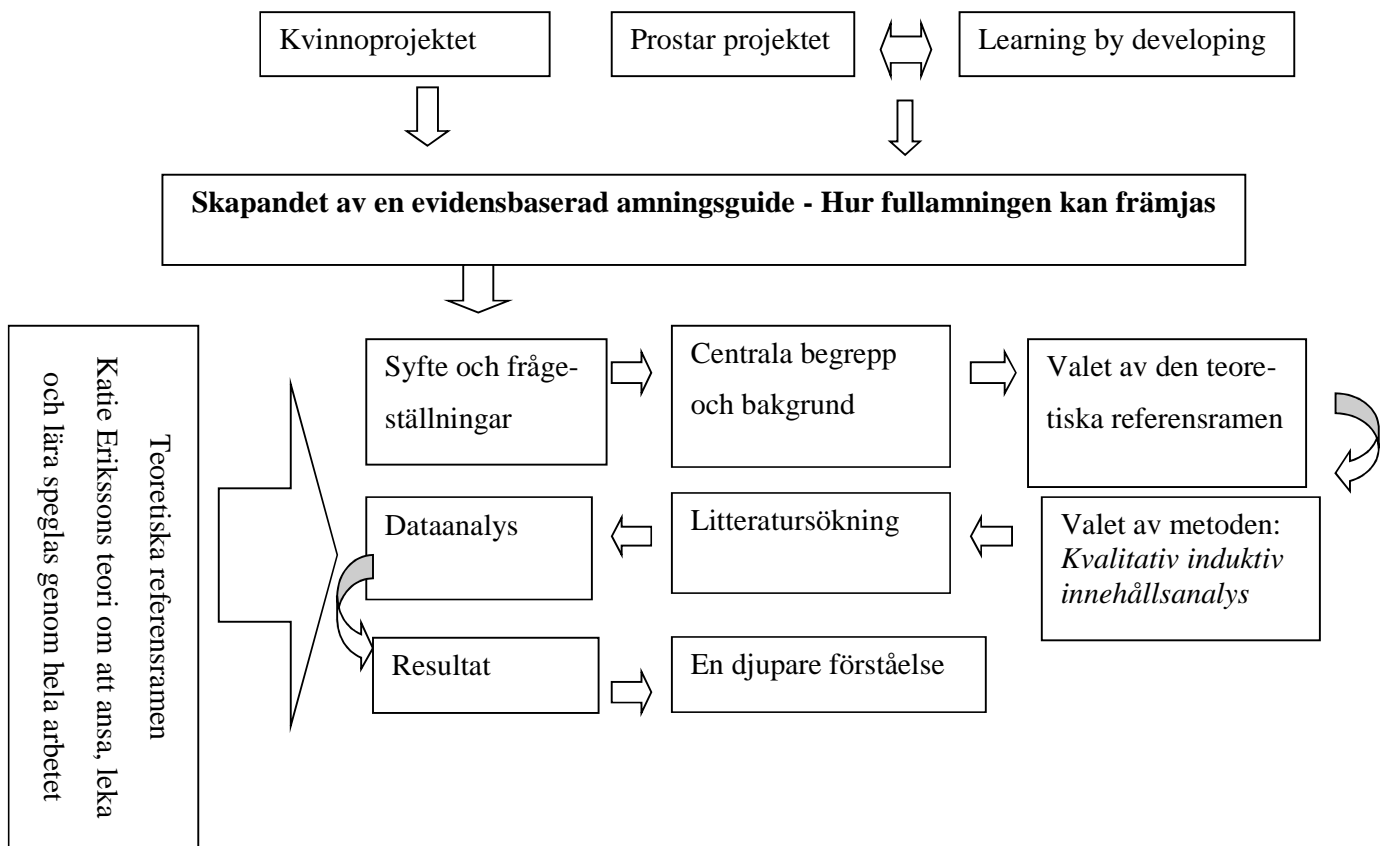 Kvinnoprojektet
Prostar projektet
Learning by developing
Skapandet av en evidensbaserad amningsguide - Hur fullamningen kan främjas
Teoretiska referensramen
Katie Erikssons teori om att ansa, leka
och lära speglas genom hela arbetet
Syfte och fråge-
ställningar
Centrala begrepp
och bakgrund
Valet av den teore-
tiska referensramen
Valet av metoden:
Kvalitativ induktiv
innehållsanalys
Litteratursökning
Dataanalys
Resultat
En djupare förståelse